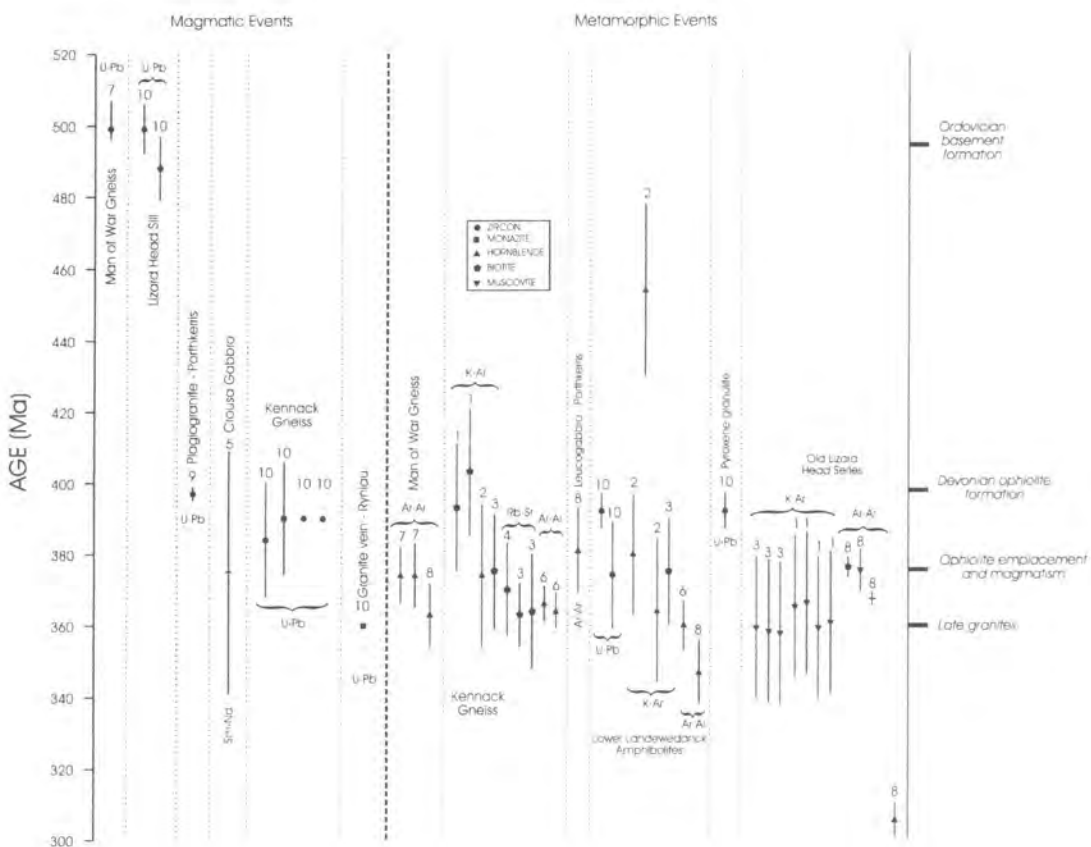 Magmatic Events
Metamorphic Events
AGE (Ma)
520
500
480
460
440
420
400
380
360
340
320
300
U-Pb
7
Man of War Gneiss
U-Pb
10
10
Lizard Head Sill
Plagiogranite - Porthkerris
U-Pb
5 Crousa Gabbro
Sm-Nd
Kennack
Gneiss
10
10
10
10
U-Pb
Granite vein - Ryniau
10
U-Pb
Man of War Gneiss
Ar-Ar
7
7
8
K-Ar
1
1
2
3
Rb-Sr
4
3
3
Ar-Ar
6
6
Kennack
Gneiss
ZIRCON
MONAZITE
HORNBLENDE
BIOTITE
MUSCOVITE
Leucogabbro - Porthkerris
8
Ar-Ar
10
10
U-Pb
2
2
2
3
K-Ar
6
8
Ar-Ar
Lower Landewednack
Amphibolites
Pyroxene granulite
10
U-Pb
Old Lizard
Head Series
K-Ar
3
3
3
1
1
1
1
Ar-Ar
8
8
8
8
Ordovician
basement
formation
Devonian ophiolite
formation
Ophiolite emplacement
and magmatism
Late granites